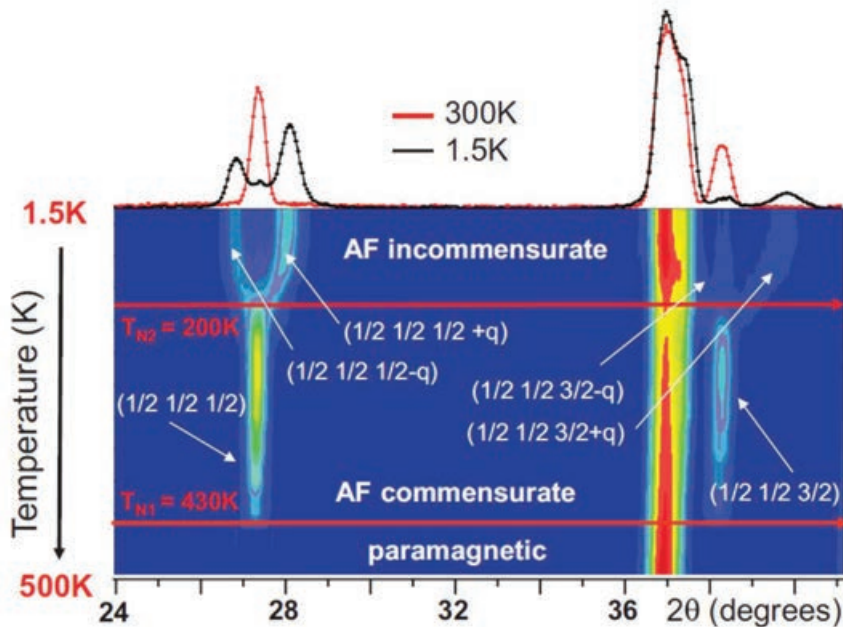 300K
1.5K
1.5K
AF incommensurate
T_N2 = 200K
(1/2 1/2 1/2 +q)
(1/2 1/2 1/2-q)
(1/2 1/2 3/2-q)
(1/2 1/2 1/2)
(1/2 1/2 3/2+q)
(1/2 1/2 3/2)
T_N1 = 430K
AF commensurate
paramagnetic
Temperature (K)
500K
24 28 32 36 2θ (degrees)